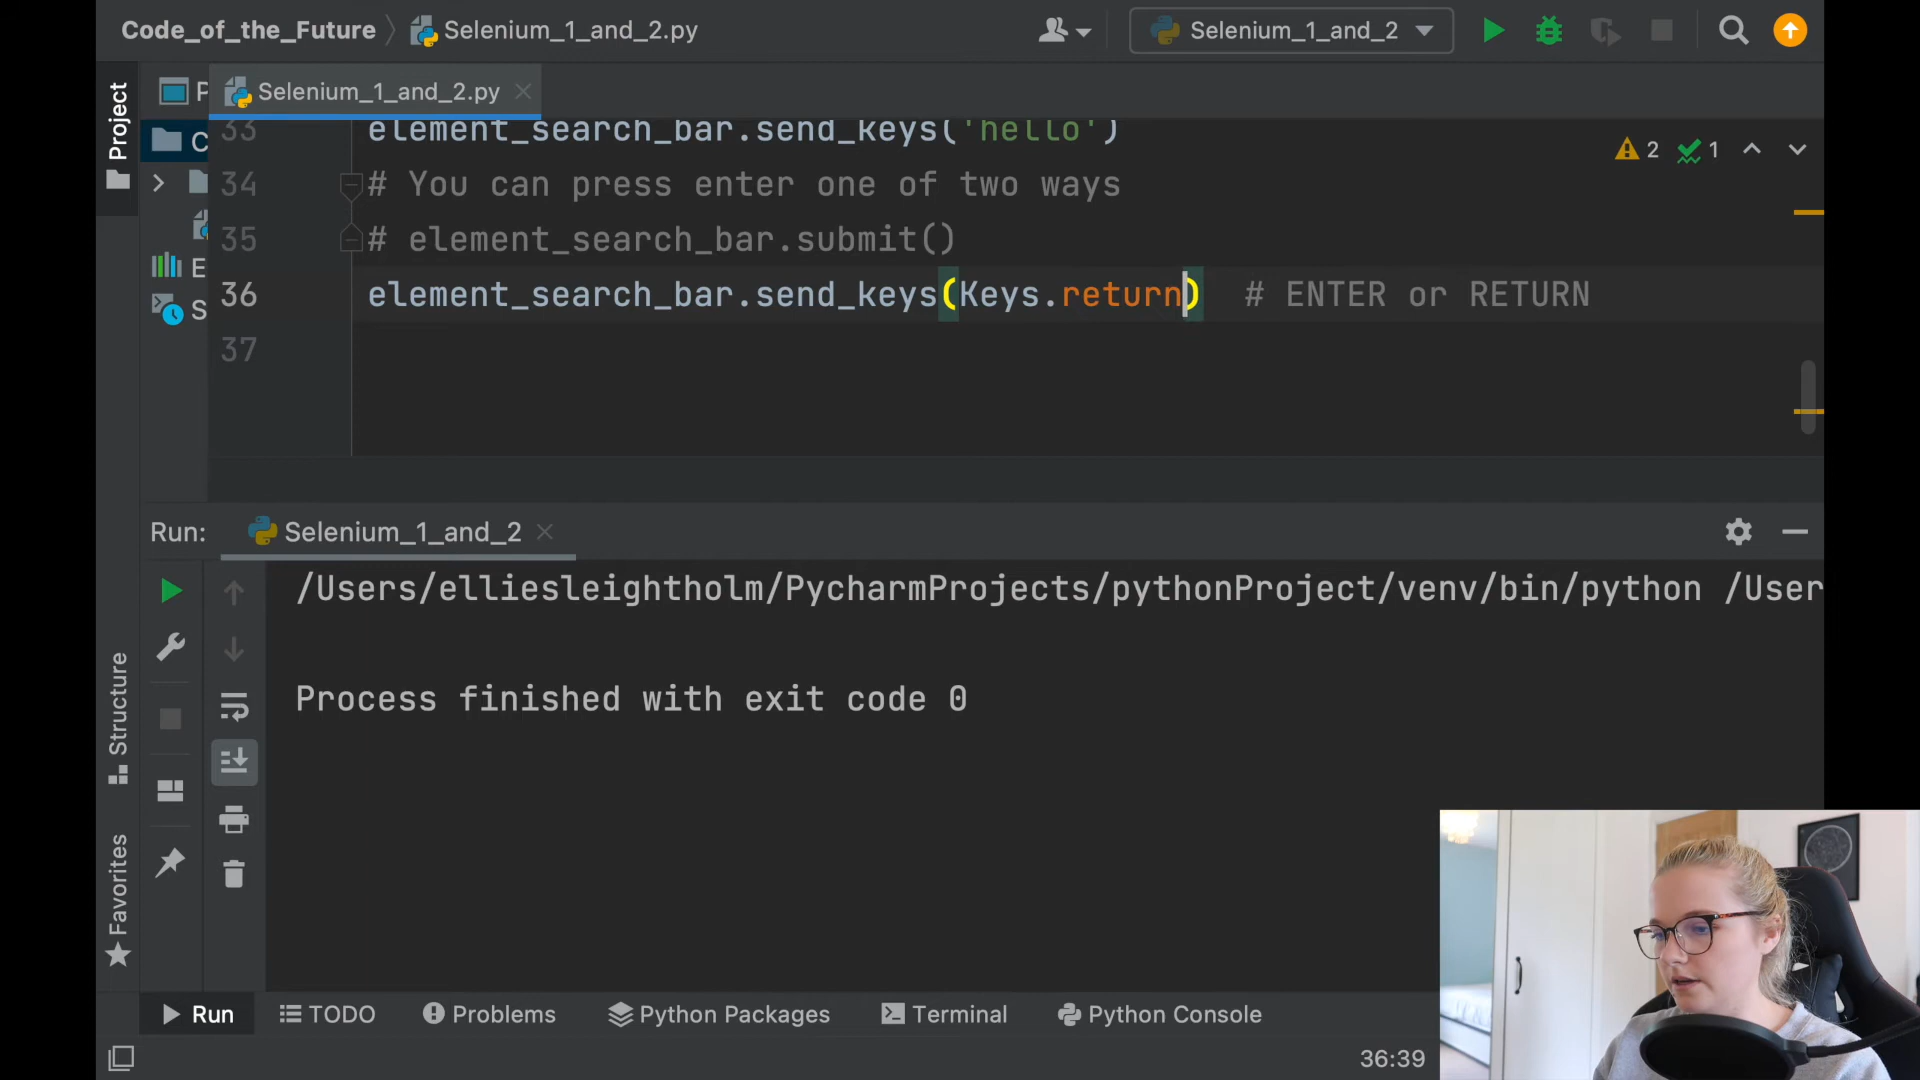 Code_of_the_Future
Selenium_1_and_2.py
Selenium_1_and_2
Project
P
Selenium_1_and_2.py
C
E
S
33 element_search_bar.send_keys('hello')
34 # You can press enter one of two ways
35 # element_search_bar.submit()
36 element_search_bar.send_keys(Keys.return) # ENTER or RETURN
37
2 1
Run: Selenium_1_and_2
/Users/elliesleightholm/PycharmProjects/pythonProject/venv/bin/python /User
Process finished with exit code 0
Structure
Favorites
Run
TODO
Problems
Python Packages
Terminal
Python Console
36:39